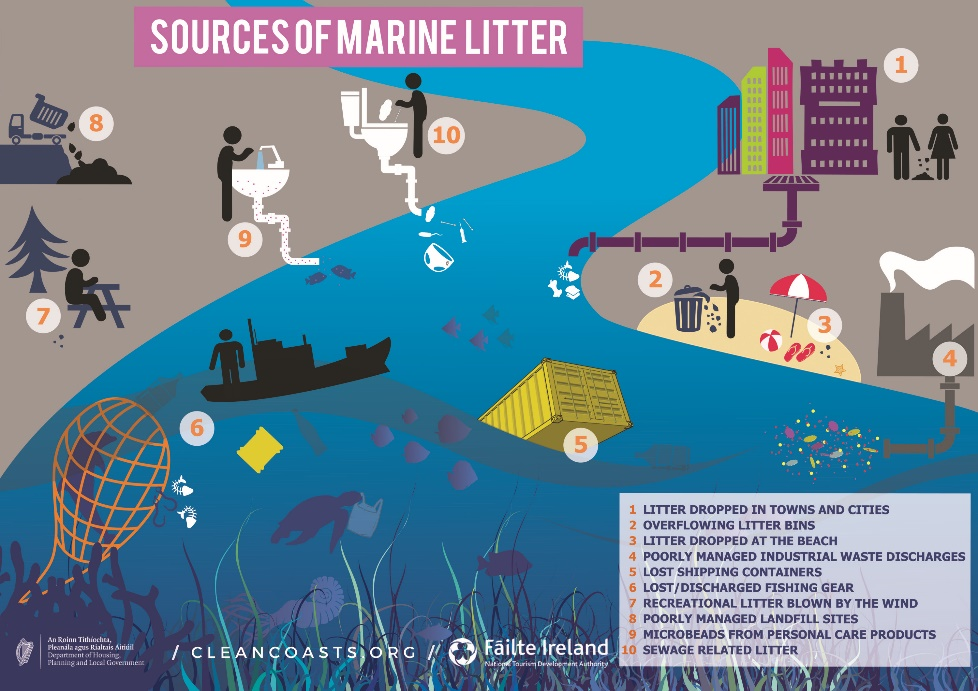 SOURCES OF MARINE LITTER
1
8
10
9
2
7
3
4
6
5
1 LITTER DROPPED IN TOWNS AND CITIES
2 OVERFLOWING LITTER BINS
3 LITTER DROPPED AT THE BEACH
4 POORLY MANAGED INDUSTRIAL WASTE DISCHARGES
5 LOST SHIPPING CONTAINERS
6 LOST/DISCHARGED FISHING GEAR
7 RECREATIONAL LITTER BLOWN BY THE WIND
8 POORLY MANAGED LANDFILL SITES
9 MICROBEADS FROM PERSONAL CARE PRODUCTS
10 SEWAGE RELATED LITTER
An Roinn Tithíochta,
Pleanála agus Rialtais Áitiúil
Department of Housing,
Planning and Local Government
/ CLEANCOASTS.ORG //
Fáilte Ireland
National Tourism Development Authority